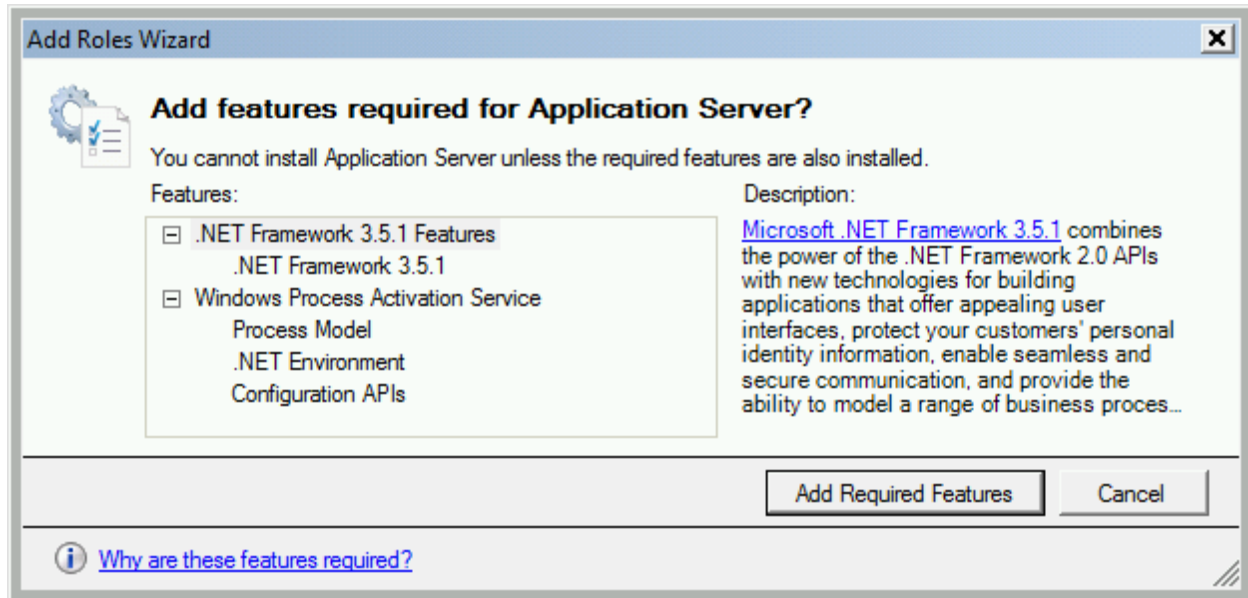 Add Roles Wizard
Add features required for Application Server?
You cannot install Application Server unless the required features are also installed.
Features:
.NET Framework 3.5.1 Features
.NET Framework 3.5.1
Windows Process Activation Service
Process Model
.NET Environment
Configuration APIs
Description:
Microsoft .NET Framework 3.5.1 combines
the power of the .NET Framework 2.0 APIs
with new technologies for building
applications that offer appealing user
interfaces, protect your customers' personal
identity information, enable seamless and
secure communication, and provide the
ability to model a range of business proces...
Add Required Features
Cancel
Why are these features required?